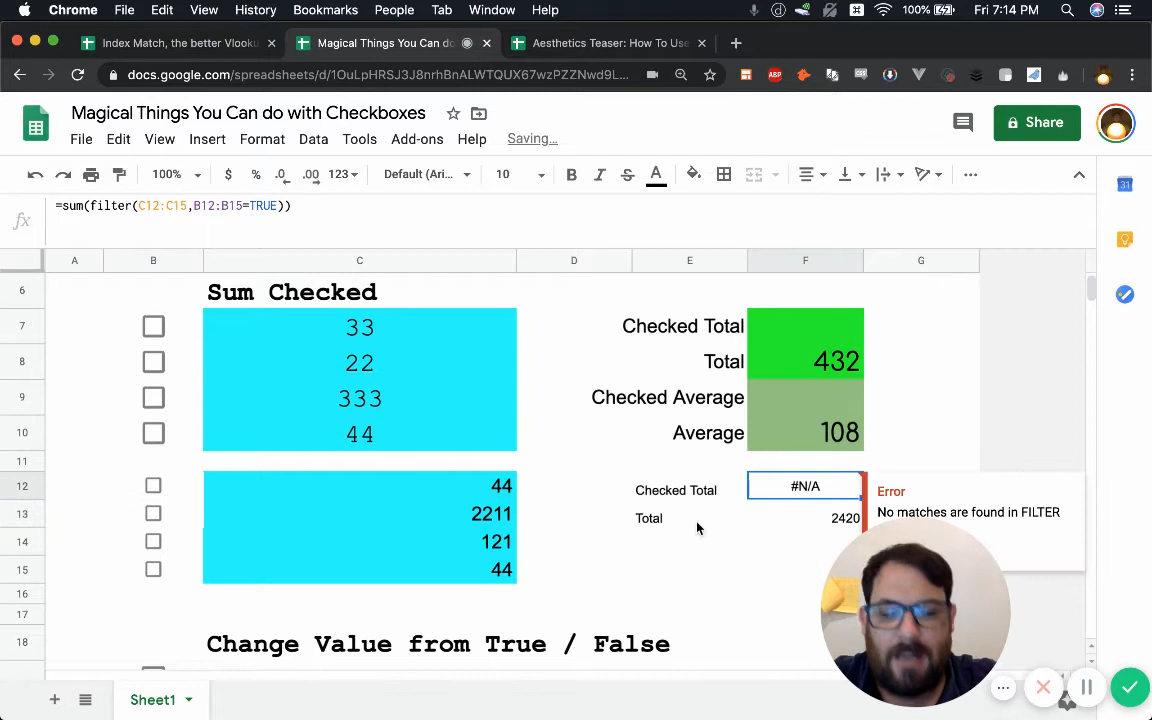 Chrome File Edit View History Bookmarks People Tab Window Help 100% Fri 7:14 PM
Index Match, the better Vlooku
Magical Things You Can do
Aesthetics Teaser: How To Use
docs.google.com/spreadsheets/d/1OuLpHRSJ3J8nrhBnALWTQUX67wzPZZNwd9L...
ABP
Magical Things You Can do with Checkboxes
Share
File Edit View Insert Format Data Tools Add-ons Help Saving...
100% $ % .0 .00 123 Default (Ari... 10 B I S A
31
fx =sum(filter(C12:C15,B12:B15=TRUE))
A B C D E F G
6 Sum Checked
7 33 Checked Total
8 22 Total 432
9 333 Checked Average
10 44 Average 108
11
12 44 Checked Total #N/A Error
13 2211 Total 2420 No matches are found in FILTER
14 121
15 44
16
17
18 Change Value from True / False
Sheet1